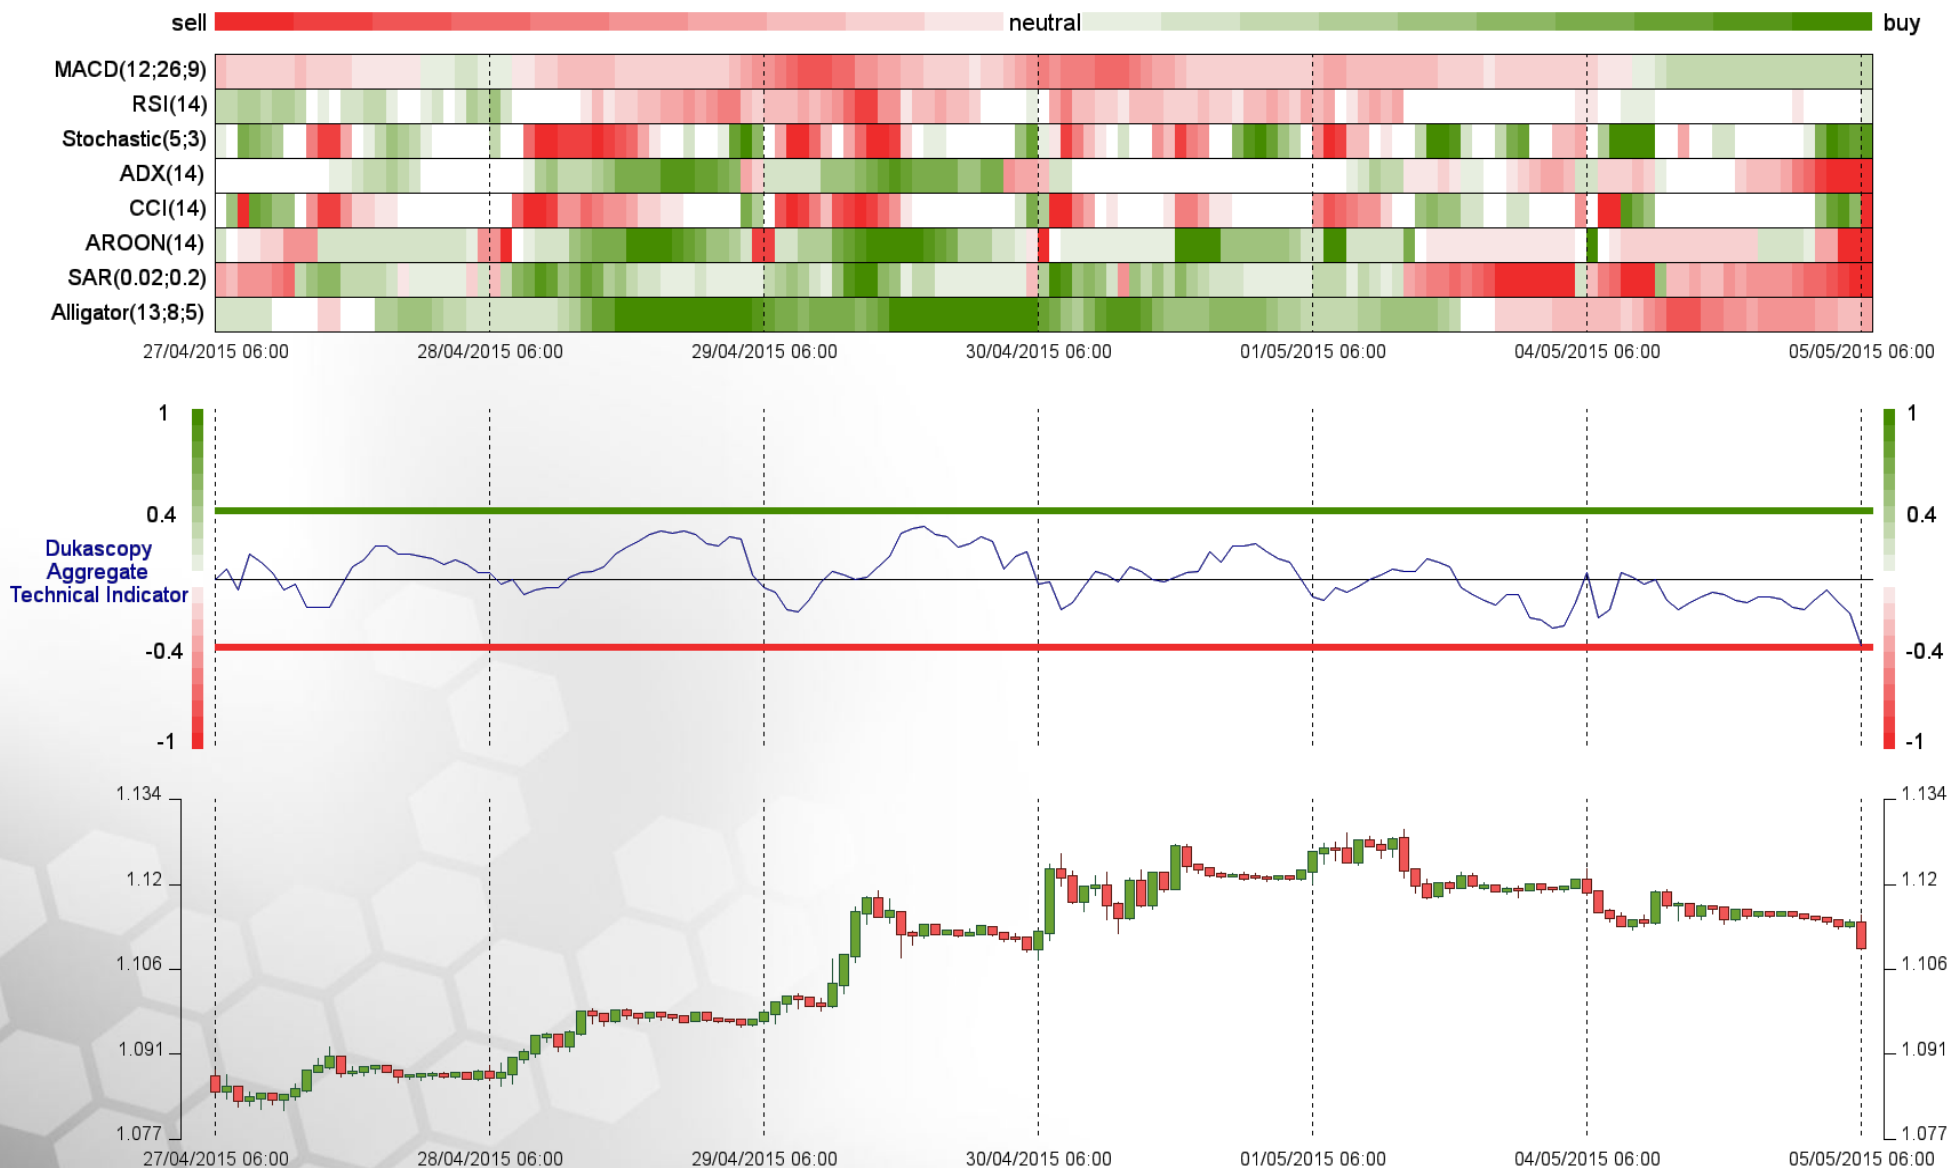 sell neutral buy
MACD(12;26;9)
RSI(14)
Stochastic(5;3)
ADX(14)
CCI(14)
AROON(14)
SAR(0.02;0.2)
Alligator(13;8;5)
27/04/2015 06:00 28/04/2015 06:00 29/04/2015 06:00 30/04/2015 06:00 01/05/2015 06:00 04/05/2015 06:00 05/05/2015 06:00
1 1
0.4 0.4
Dukascopy
Aggregate
Technical Indicator
-0.4 -0.4
-1 -1
1.134 1.134
1.12 1.12
1.106 1.106
1.091 1.091
1.077 1.077
27/04/2015 06:00 28/04/2015 06:00 29/04/2015 06:00 30/04/2015 06:00 01/05/2015 06:00 04/05/2015 06:00 05/05/2015 06:00